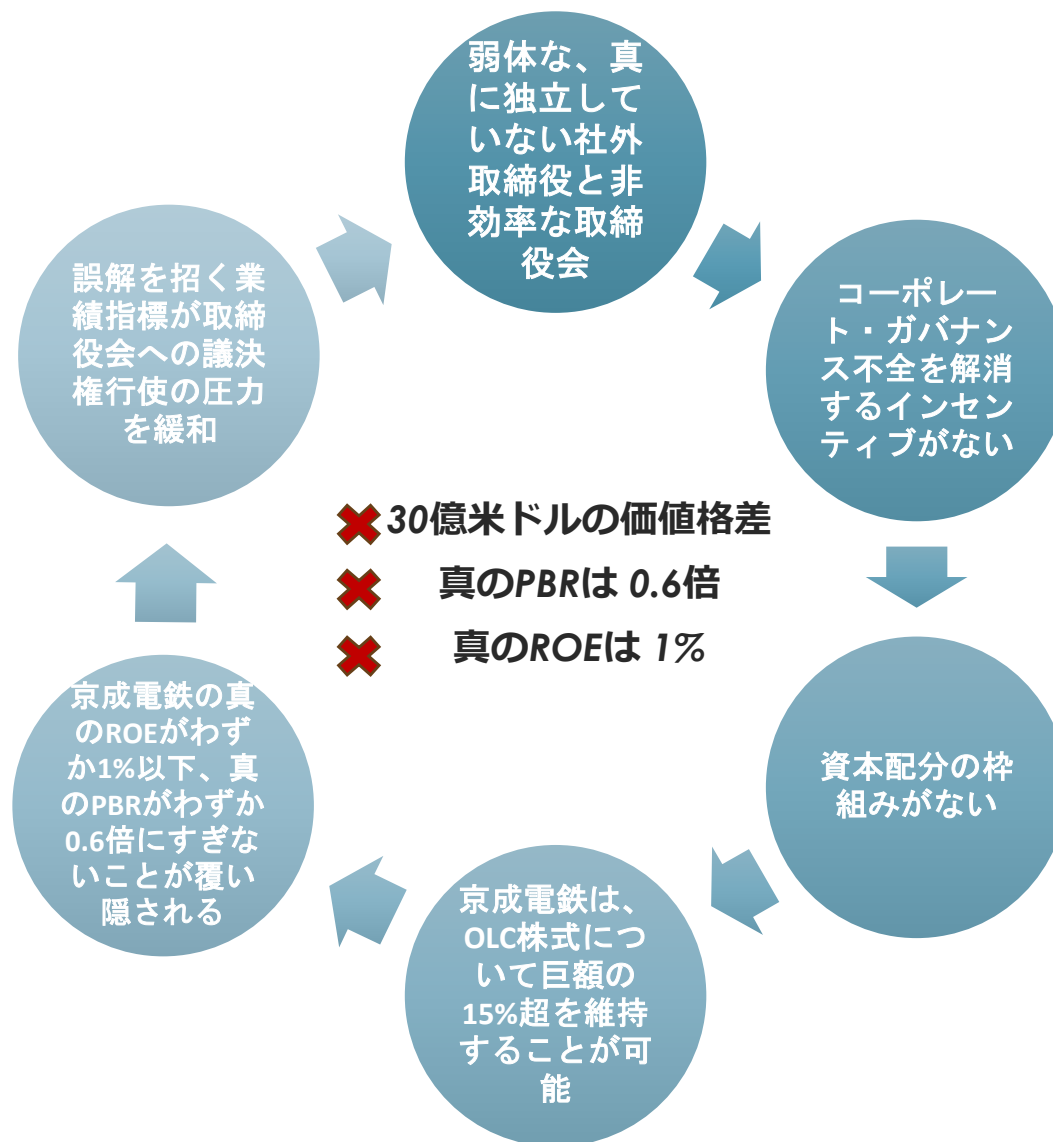 弱体な、真
に独立して
いない社外
取締役と非
効率な取締
役会
コーポレー
ト・ガバナン
ス不全を解消
するインセン
ティブがない
資本配分の枠
組みがない
京成電鉄は、
OLC株式につ
いて巨額の
15%超を維持
することが可
能
京成電鉄の真
のROEがわず
か1%以下、真
のPBRがわずか
0.6倍にすぎな
いことが覆い
隠される
誤解を招く業
績指標が取締
役会への議決
権行使の圧力
を緩和
30億米ドルの価値格差
真のPBRは 0.6倍
真のROEは 1%